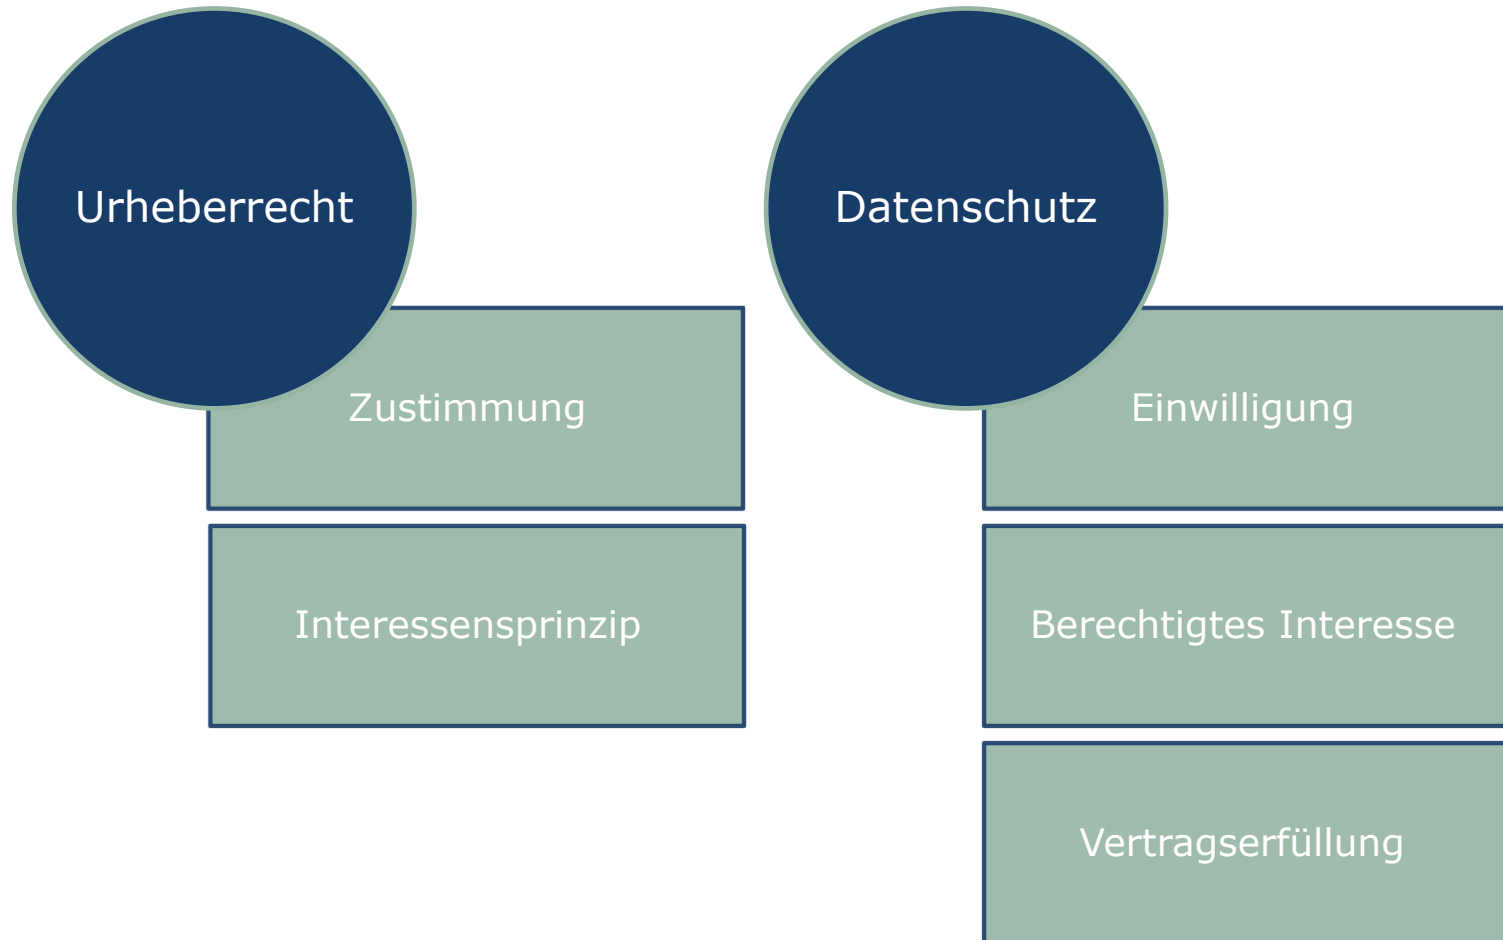 Urheberrecht
Zustimmung
Interessensprinzip
Datenschutz
Einwilligung
Berechtigtes Interesse
Vertragserfüllung